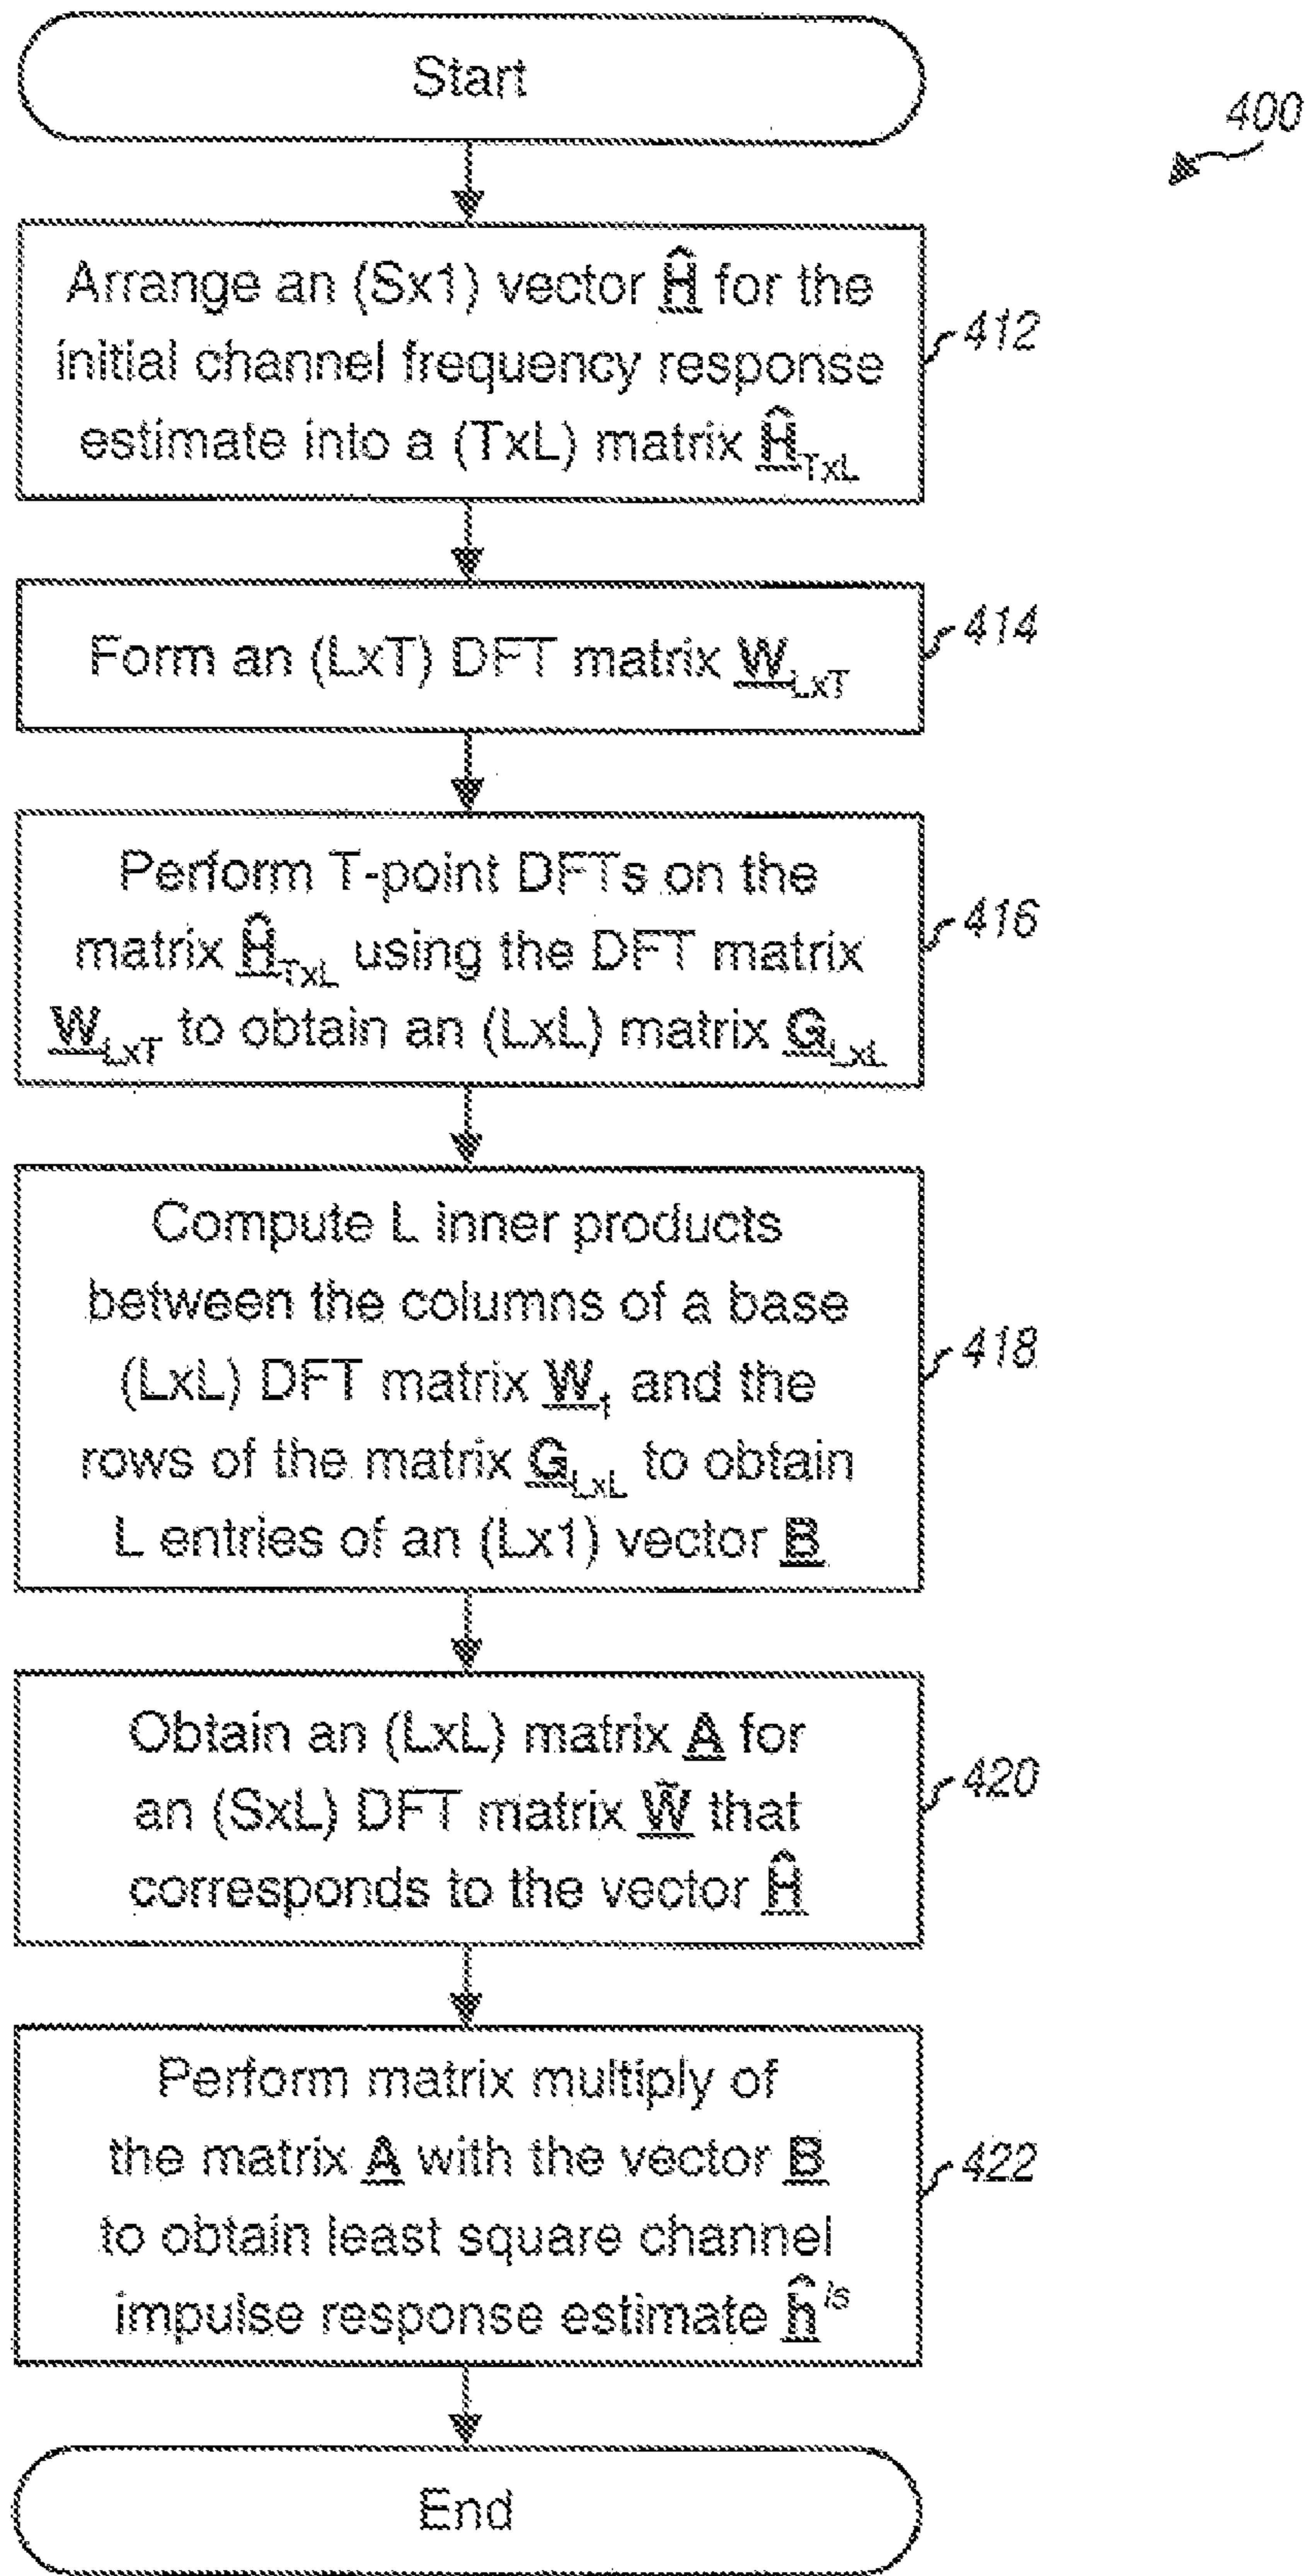 Start
400
Arrange an (Sx1) vector Ĥ for the
initial channel frequency response
estimate into a (TxL) matrix Ĥ_TxL
412
Form an (LxT) DFT matrix W_LxT
414
Perform T-point DFTs on the
matrix Ĥ_TxL using the DFT matrix
W_LxT to obtain an (LxL) matrix G_LxL
416
Compute L inner products
between the columns of a base
(LxL) DFT matrix W_1 and the
rows of the matrix G_LxL to obtain
L entries of an (Lx1) vector B
418
Obtain an (LxL) matrix A for
an (SxL) DFT matrix W̃ that
corresponds to the vector Ĥ
420
Perform matrix multiply of
the matrix A with the vector B
to obtain least square channel
impulse response estimate ĥ^ls
422
End